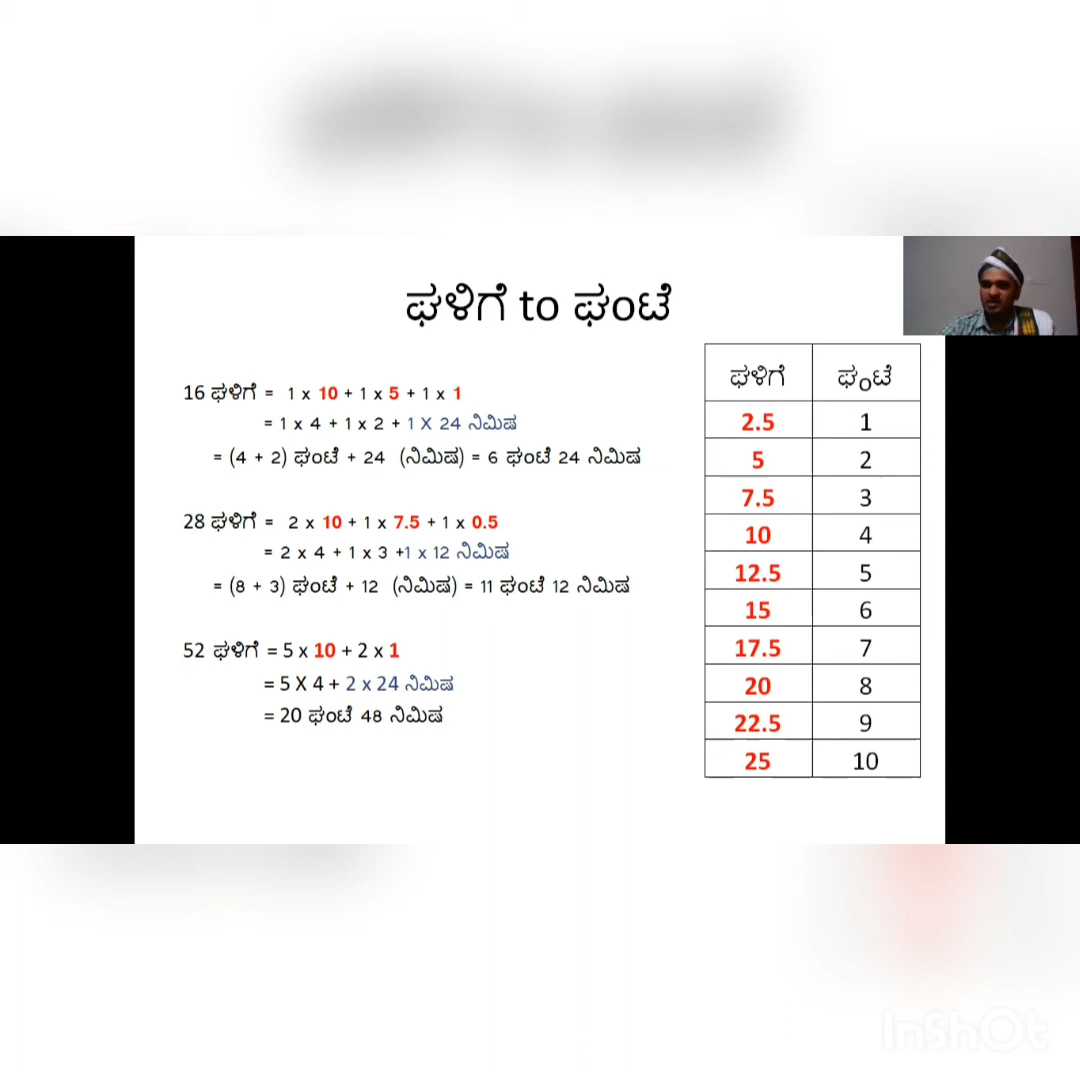 ಘಳಿಗೆ to ಘಂಟೆ
16 ಘಳಿಗೆ = 1 x 10 + 1 x 5 + 1 x 1
= 1 x 4 + 1 x 2 + 1 X 24 ನಿಮಿಷ
= (4 + 2) ಘಂಟೆ + 24 (ನಿಮಿಷ) = 6 ಘಂಟೆ 24 ನಿಮಿಷ
28 ಘಳಿಗೆ = 2 x 10 + 1 x 7.5 + 1 x 0.5
= 2 x 4 + 1 x 3 +1 x 12 ನಿಮಿಷ
= (8 + 3) ಘಂಟೆ + 12 (ನಿಮಿಷ) = 11 ಘಂಟೆ 12 ನಿಮಿಷ
52 ಘಳಿಗೆ = 5 x 10 + 2 x 1
= 5 X 4 + 2 x 24 ನಿಮಿಷ
= 20 ಘಂಟೆ 48 ನಿಮಿಷ
ಘಳಿಗೆ ಘಂಟೆ
2.5 1
5 2
7.5 3
10 4
12.5 5
15 6
17.5 7
20 8
22.5 9
25 10
InShOt